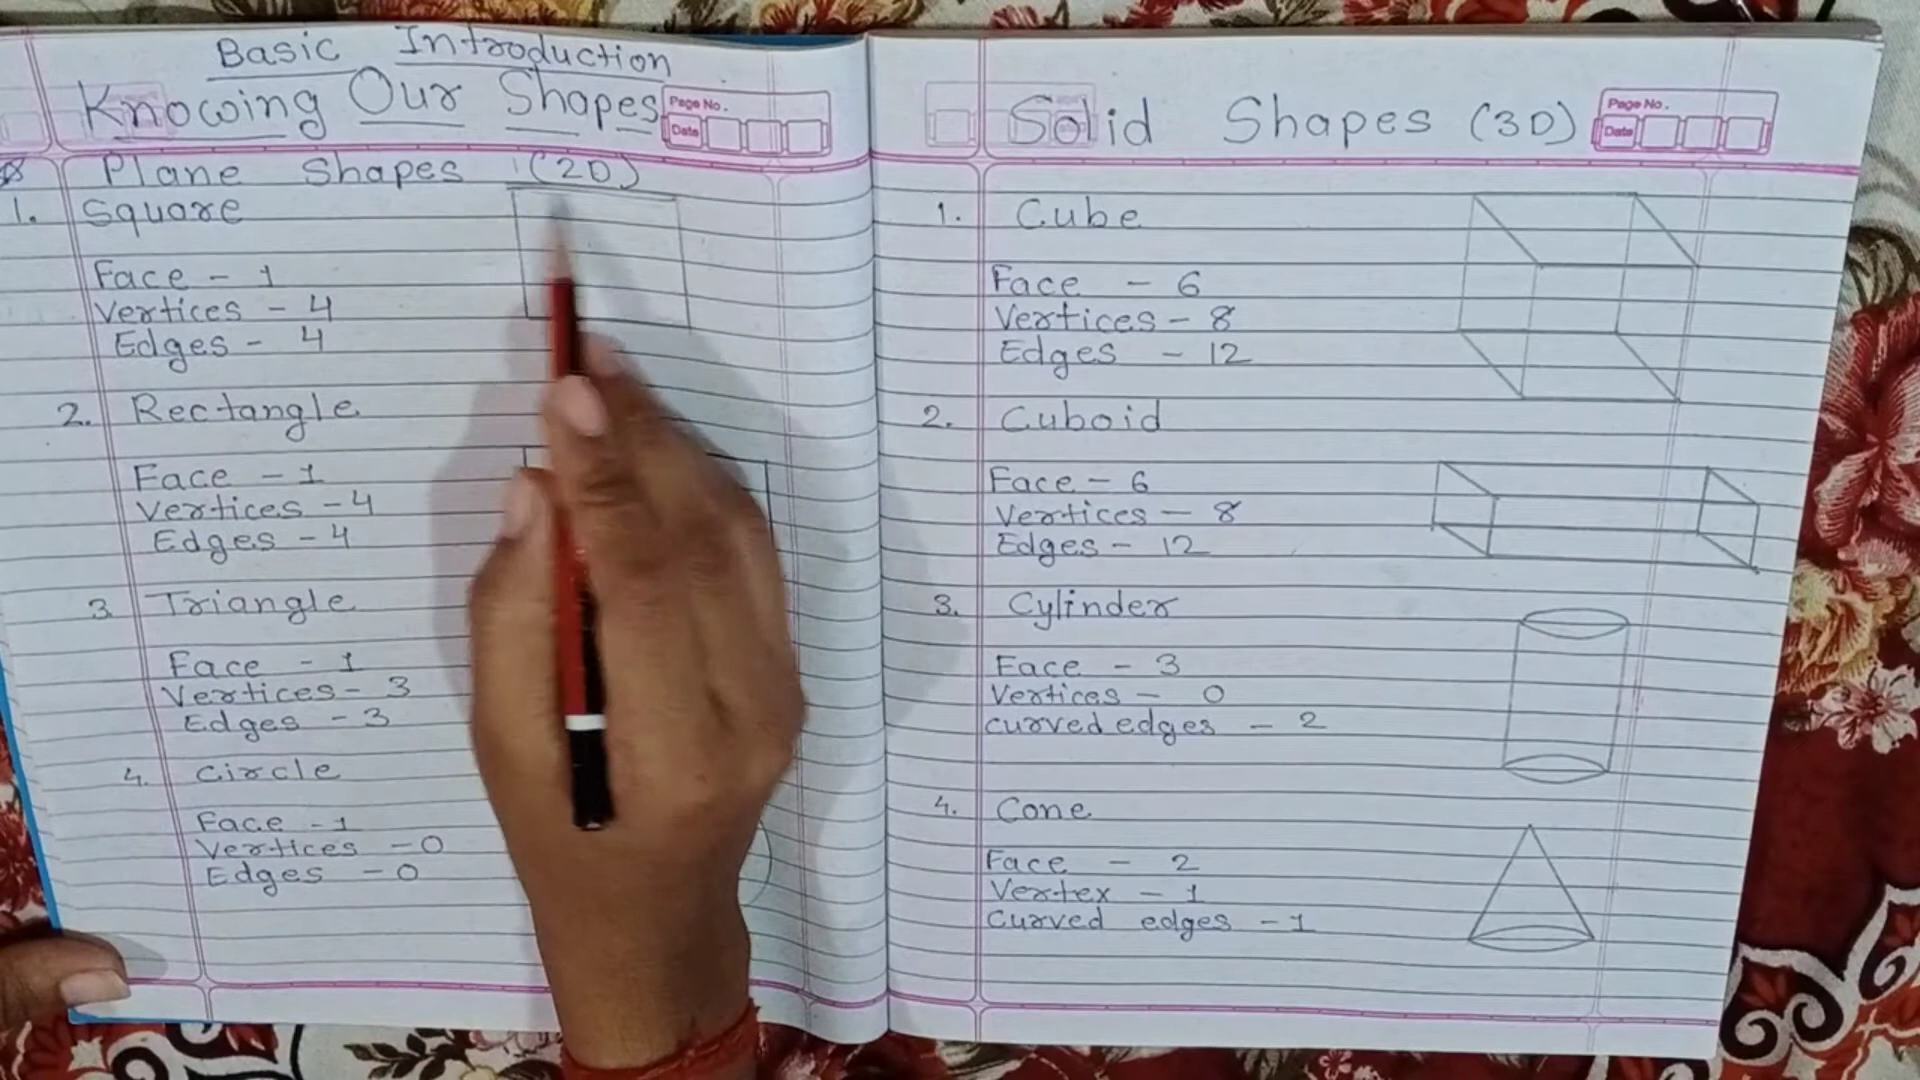 Basic Introduction
Knowing Our Shapes
Page No.
Date
Plane Shapes (2D)
1. Square
Face - 1
Vertices - 4
Edges - 4
2. Rectangle
Face - 1
Vertices - 4
Edges - 4
3. Triangle
Face - 1
Vertices - 3
Edges - 3
4. Circle
Face - 1
Vertices - 0
Edges - 0
Solid Shapes (3D)
Page No.
Date
1. Cube
Face - 6
Vertices - 8
Edges - 12
2. Cuboid
Face - 6
Vertices - 8
Edges - 12
3. Cylinder
Face - 3
Vertices - 0
curved edges - 2
4. Cone
Face - 2
Vertex - 1
Curved edges - 1